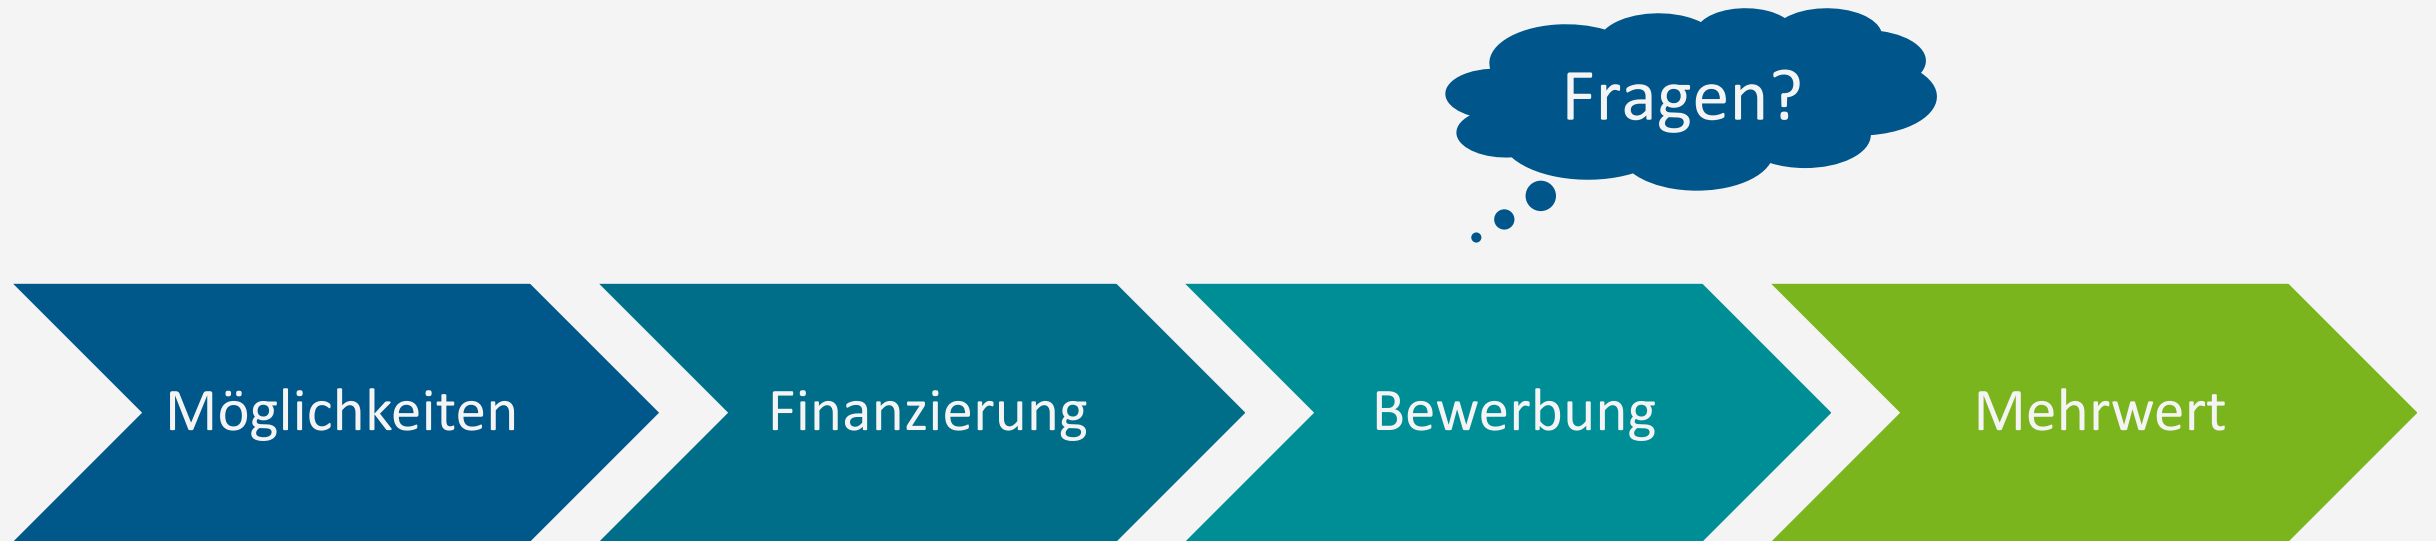 Fragen?
Möglichkeiten
Finanzierung
Bewerbung
Mehrwert